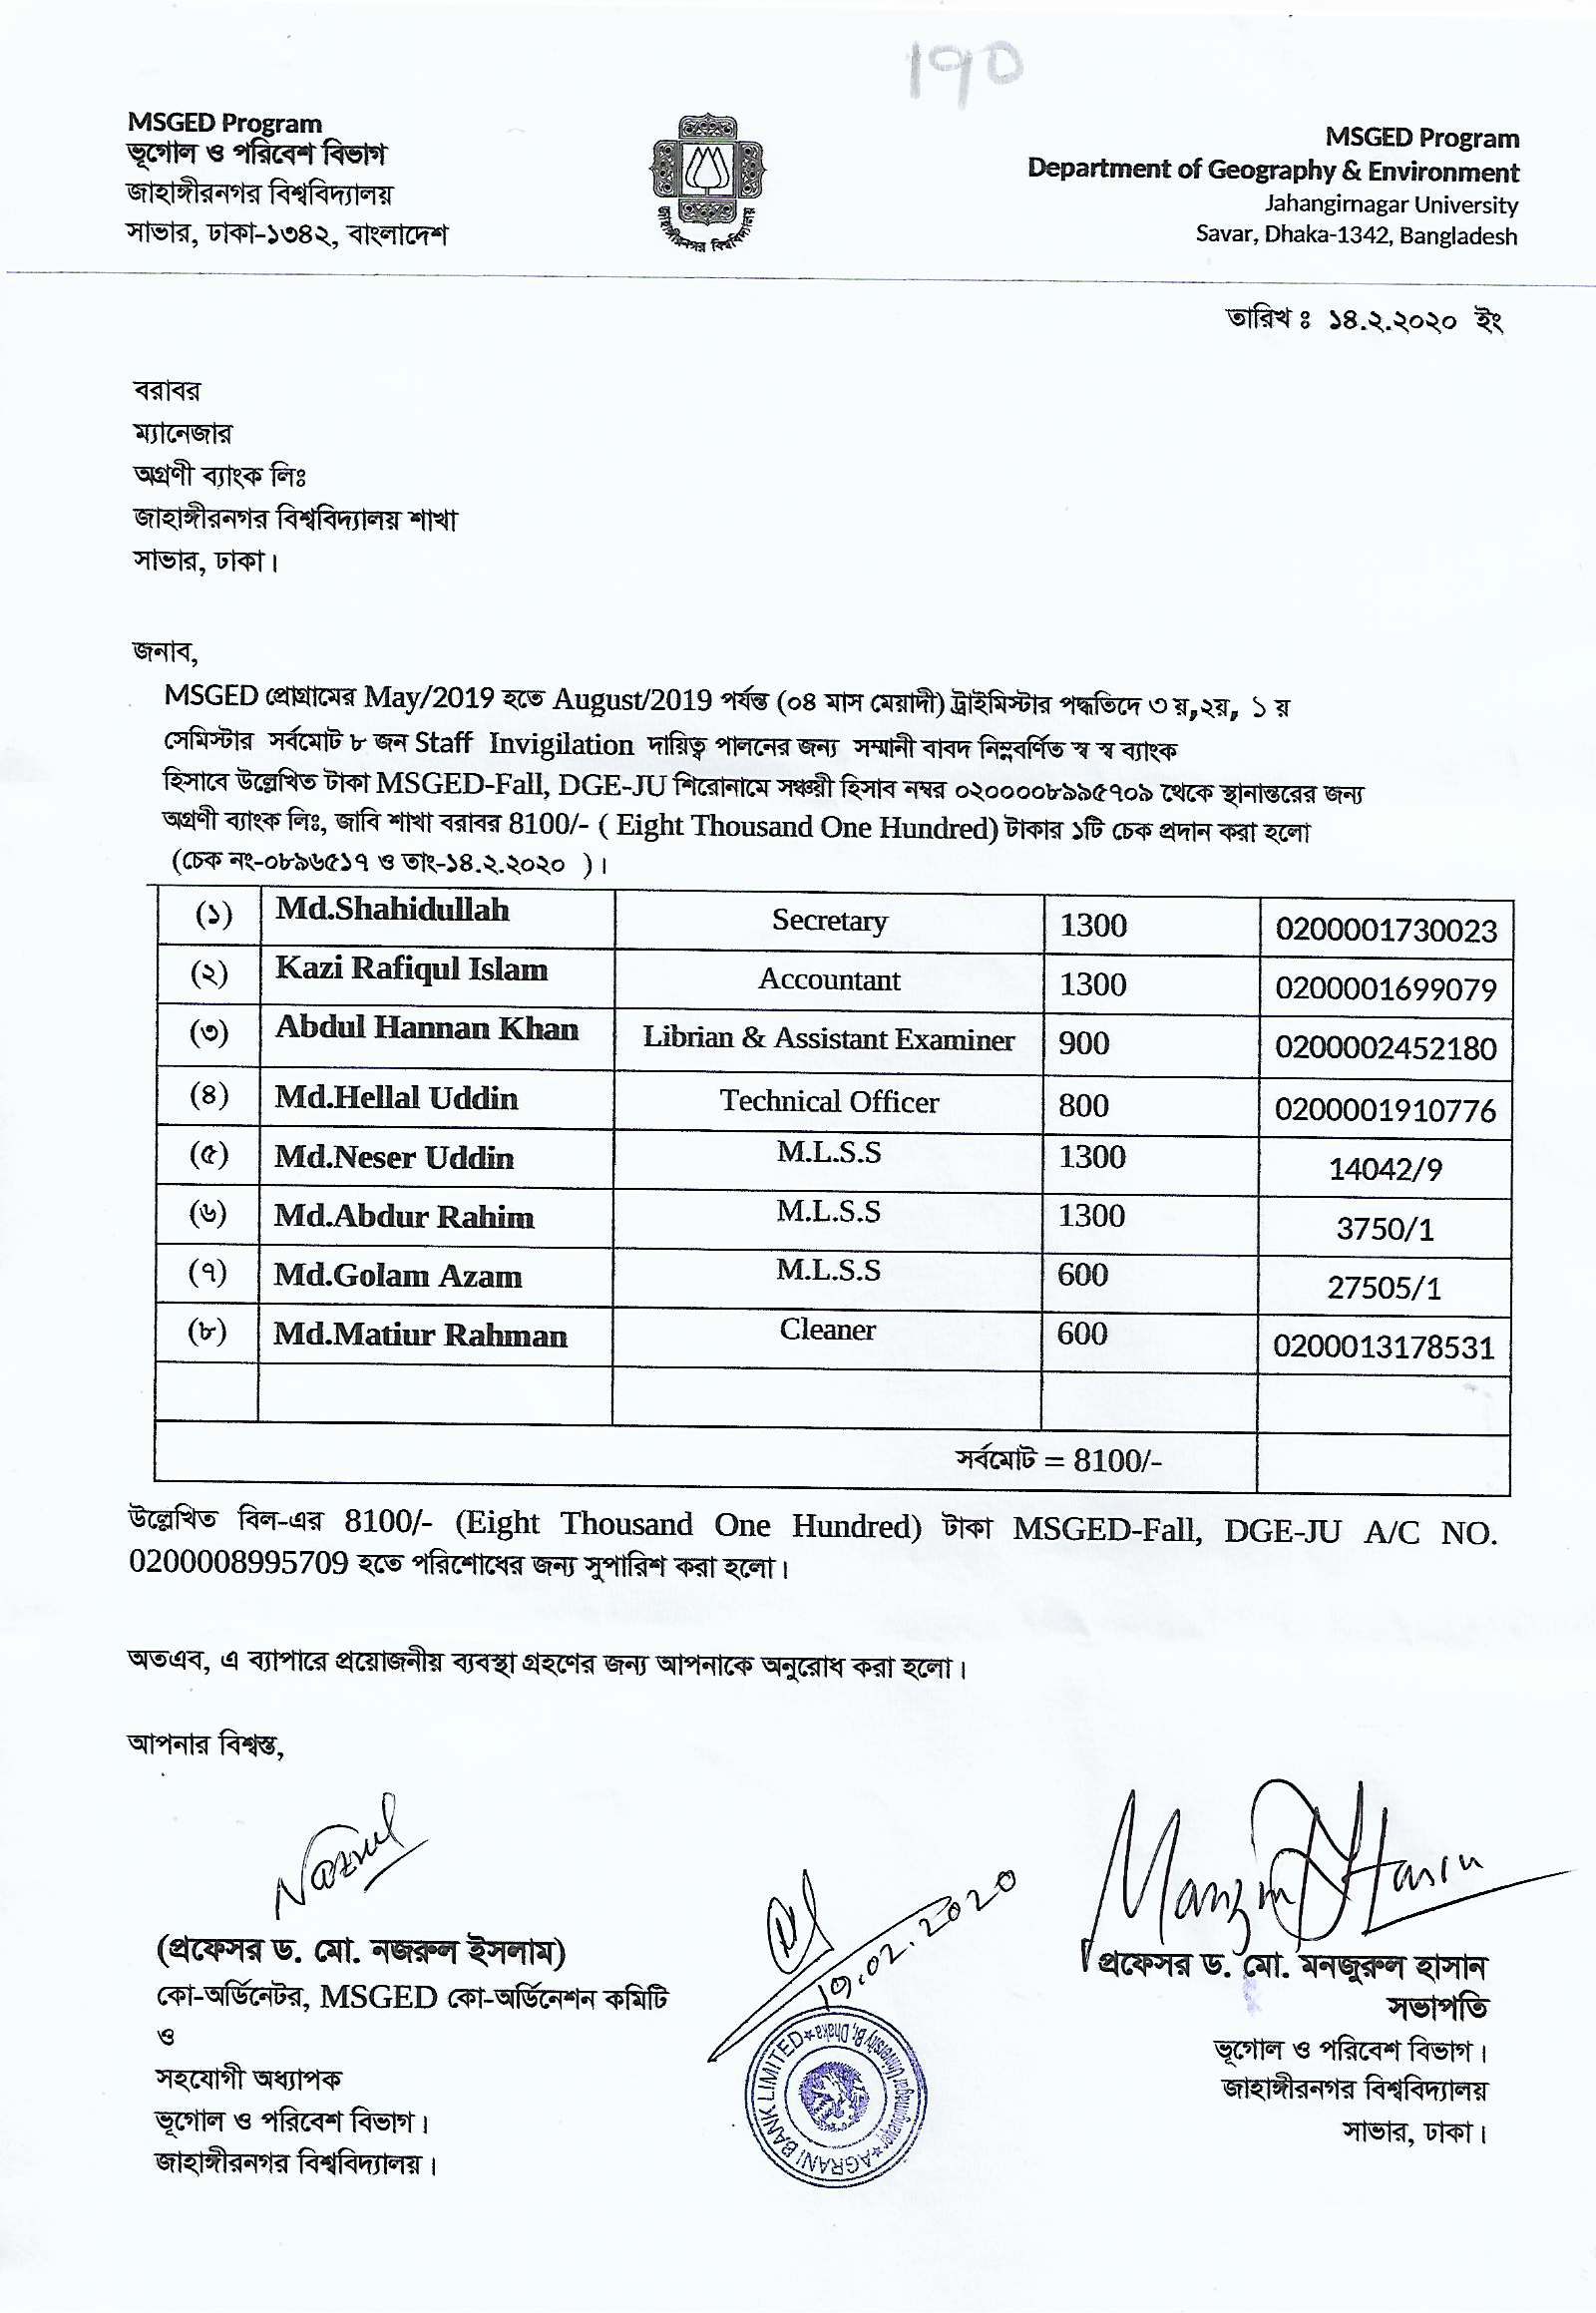 190
MSGED Program
ভূগোল ও পরিবেশ বিভাগ
জাহাঙ্গীরনগর বিশ্ববিদ্যালয়
সাভার, ঢাকা-১৩৪২, বাংলাদেশ
জাহাঙ্গীরনগর বিশ্ববিদ্যালয়
MSGED Program
Department of Geography & Environment
Jahangirnagar University
Savar, Dhaka-1342, Bangladesh
তারিখ ঃ ১৪.২.২০২০ ইং
বরাবর
ম্যানেজার
অগ্রণী ব্যাংক লিঃ
জাহাঙ্গীরনগর বিশ্ববিদ্যালয় শাখা
সাভার, ঢাকা।
জনাব,
MSGED প্রোগ্রামের May/2019 হতে August/2019 পর্যন্ত (০৪ মাস মেয়াদী) ট্রাইমিস্টার পদ্ধতিদে ৩ য়,২য়, ১ য়
সেমিস্টার সর্বমোট ৮ জন Staff Invigilation দায়িত্ব পালনের জন্য সম্মানী বাবদ নিম্নবর্ণিত স্ব স্ব ব্যাংক
হিসাবে উল্লেখিত টাকা MSGED-Fall, DGE-JU শিরোনামে সঞ্চয়ী হিসাব নম্বর ০২০০০০৮৯৯৫৭০৯ থেকে স্থানান্তরের জন্য
অগ্রণী ব্যাংক লিঃ, জাবি শাখা বরাবর 8100/- ( Eight Thousand One Hundred) টাকার ১টি চেক প্রদান করা হলো
(চেক নং-০৮৯৬৫১৭ ও তাং-১৪.২.২০২০ )।
(১) Md.Shahidullah Secretary 1300 0200001730023
(২) Kazi Rafiqul Islam Accountant 1300 0200001699079
(৩) Abdul Hannan Khan Librian & Assistant Examiner 900 0200002452180
(৪) Md.Hellal Uddin Technical Officer 800 0200001910776
(৫) Md.Neser Uddin M.L.S.S 1300 14042/9
(৬) Md.Abdur Rahim M.L.S.S 1300 3750/1
(৭) Md.Golam Azam M.L.S.S 600 27505/1
(৮) Md.Matiur Rahman Cleaner 600 0200013178531
সর্বমোট = 8100/-
উল্লেখিত বিল-এর 8100/- (Eight Thousand One Hundred) টাকা MSGED-Fall, DGE-JU A/C NO.
0200008995709 হতে পরিশোধের জন্য সুপারিশ করা হলো।
অতএব, এ ব্যাপারে প্রয়োজনীয় ব্যবস্থা গ্রহণের জন্য আপনাকে অনুরোধ করা হলো।
আপনার বিশ্বস্ত,
Nazrul
(প্রফেসর ড. মো. নজরুল ইসলাম)
কো-অর্ডিনেটর, MSGED কো-অর্ডিনেশন কমিটি
ও
সহযোগী অধ্যাপক
ভূগোল ও পরিবেশ বিভাগ।
জাহাঙ্গীরনগর বিশ্ববিদ্যালয়।
19.02.2020
AGRANI BANK LIMITED ★ Jahangirnagar University Br, Dhaka ★
প্রফেসর ড. মো. মনজুরুল হাসান
সভাপতি
ভূগোল ও পরিবেশ বিভাগ।
জাহাঙ্গীরনগর বিশ্ববিদ্যালয়
সাভার, ঢাকা।